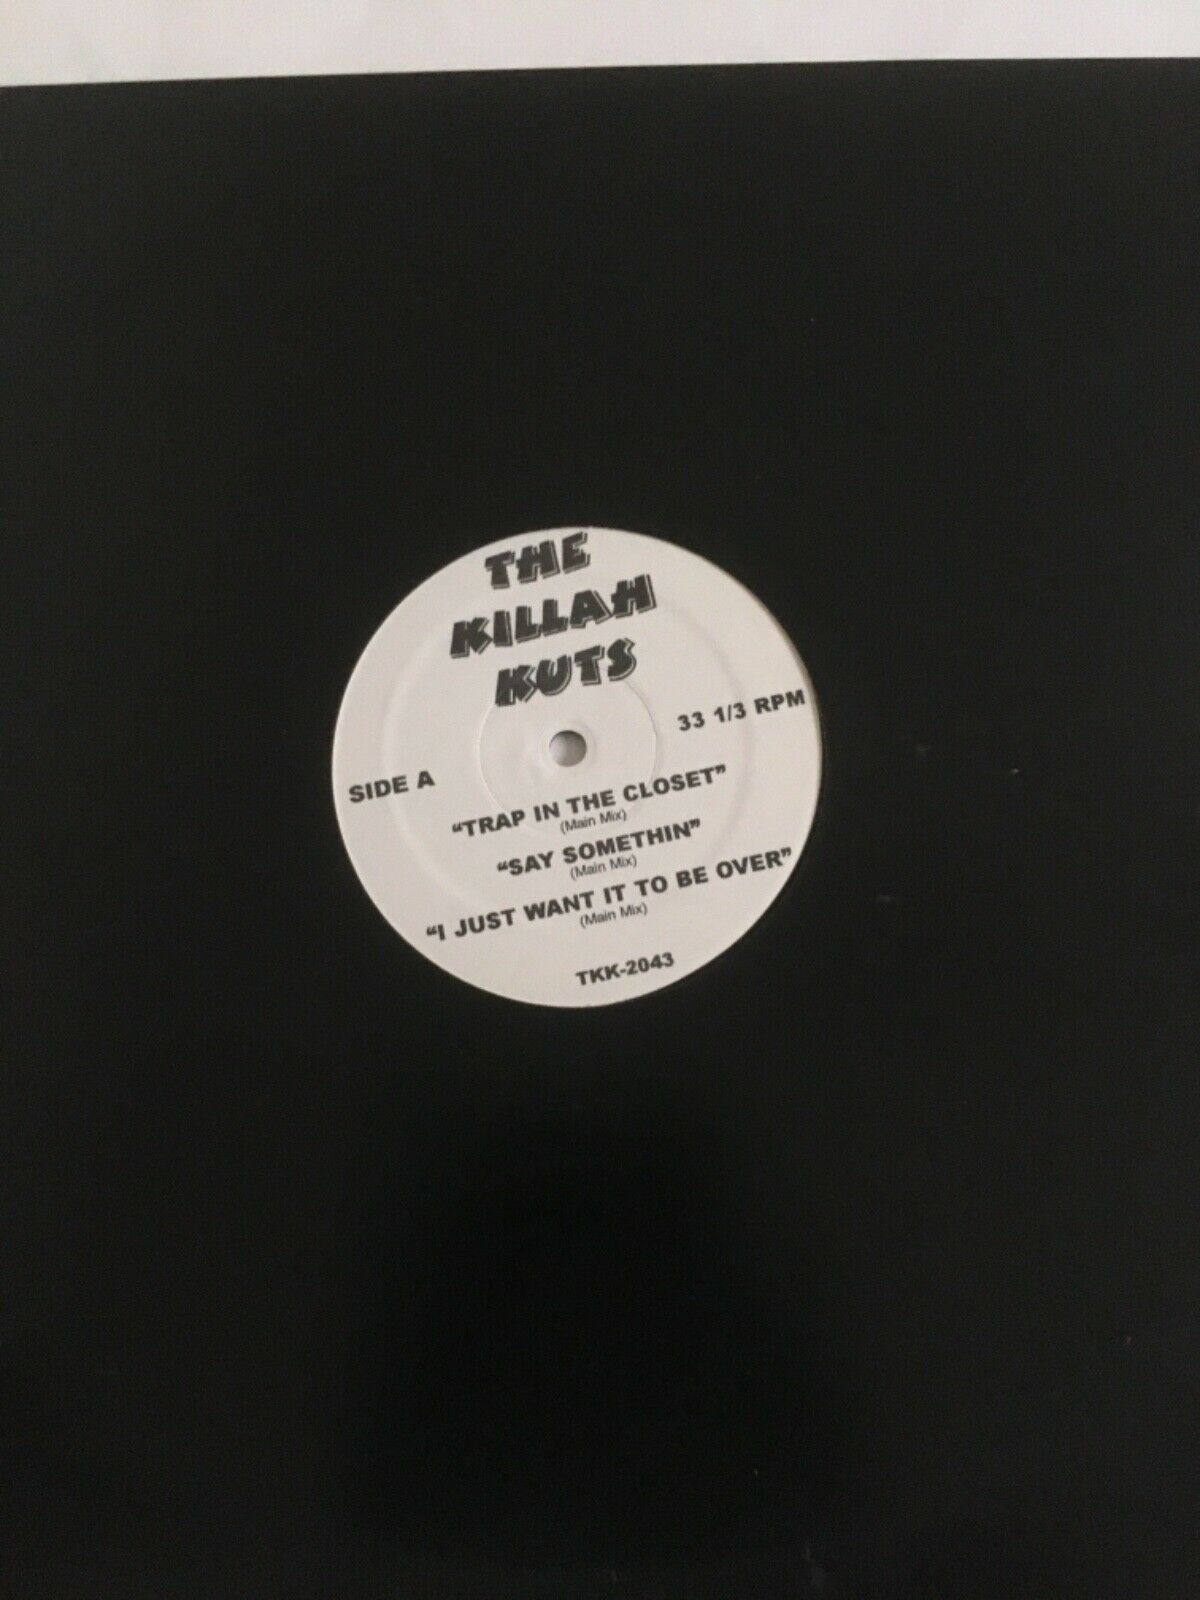 THE
KILLAH
KUTS
33 1/3 RPM
SIDE A
“TRAP IN THE CLOSET”
(Main Mix)
“SAY SOMETHIN”
(Main Mix)
“I JUST WANT IT TO BE OVER”
(Main Mix)
TKK-2043